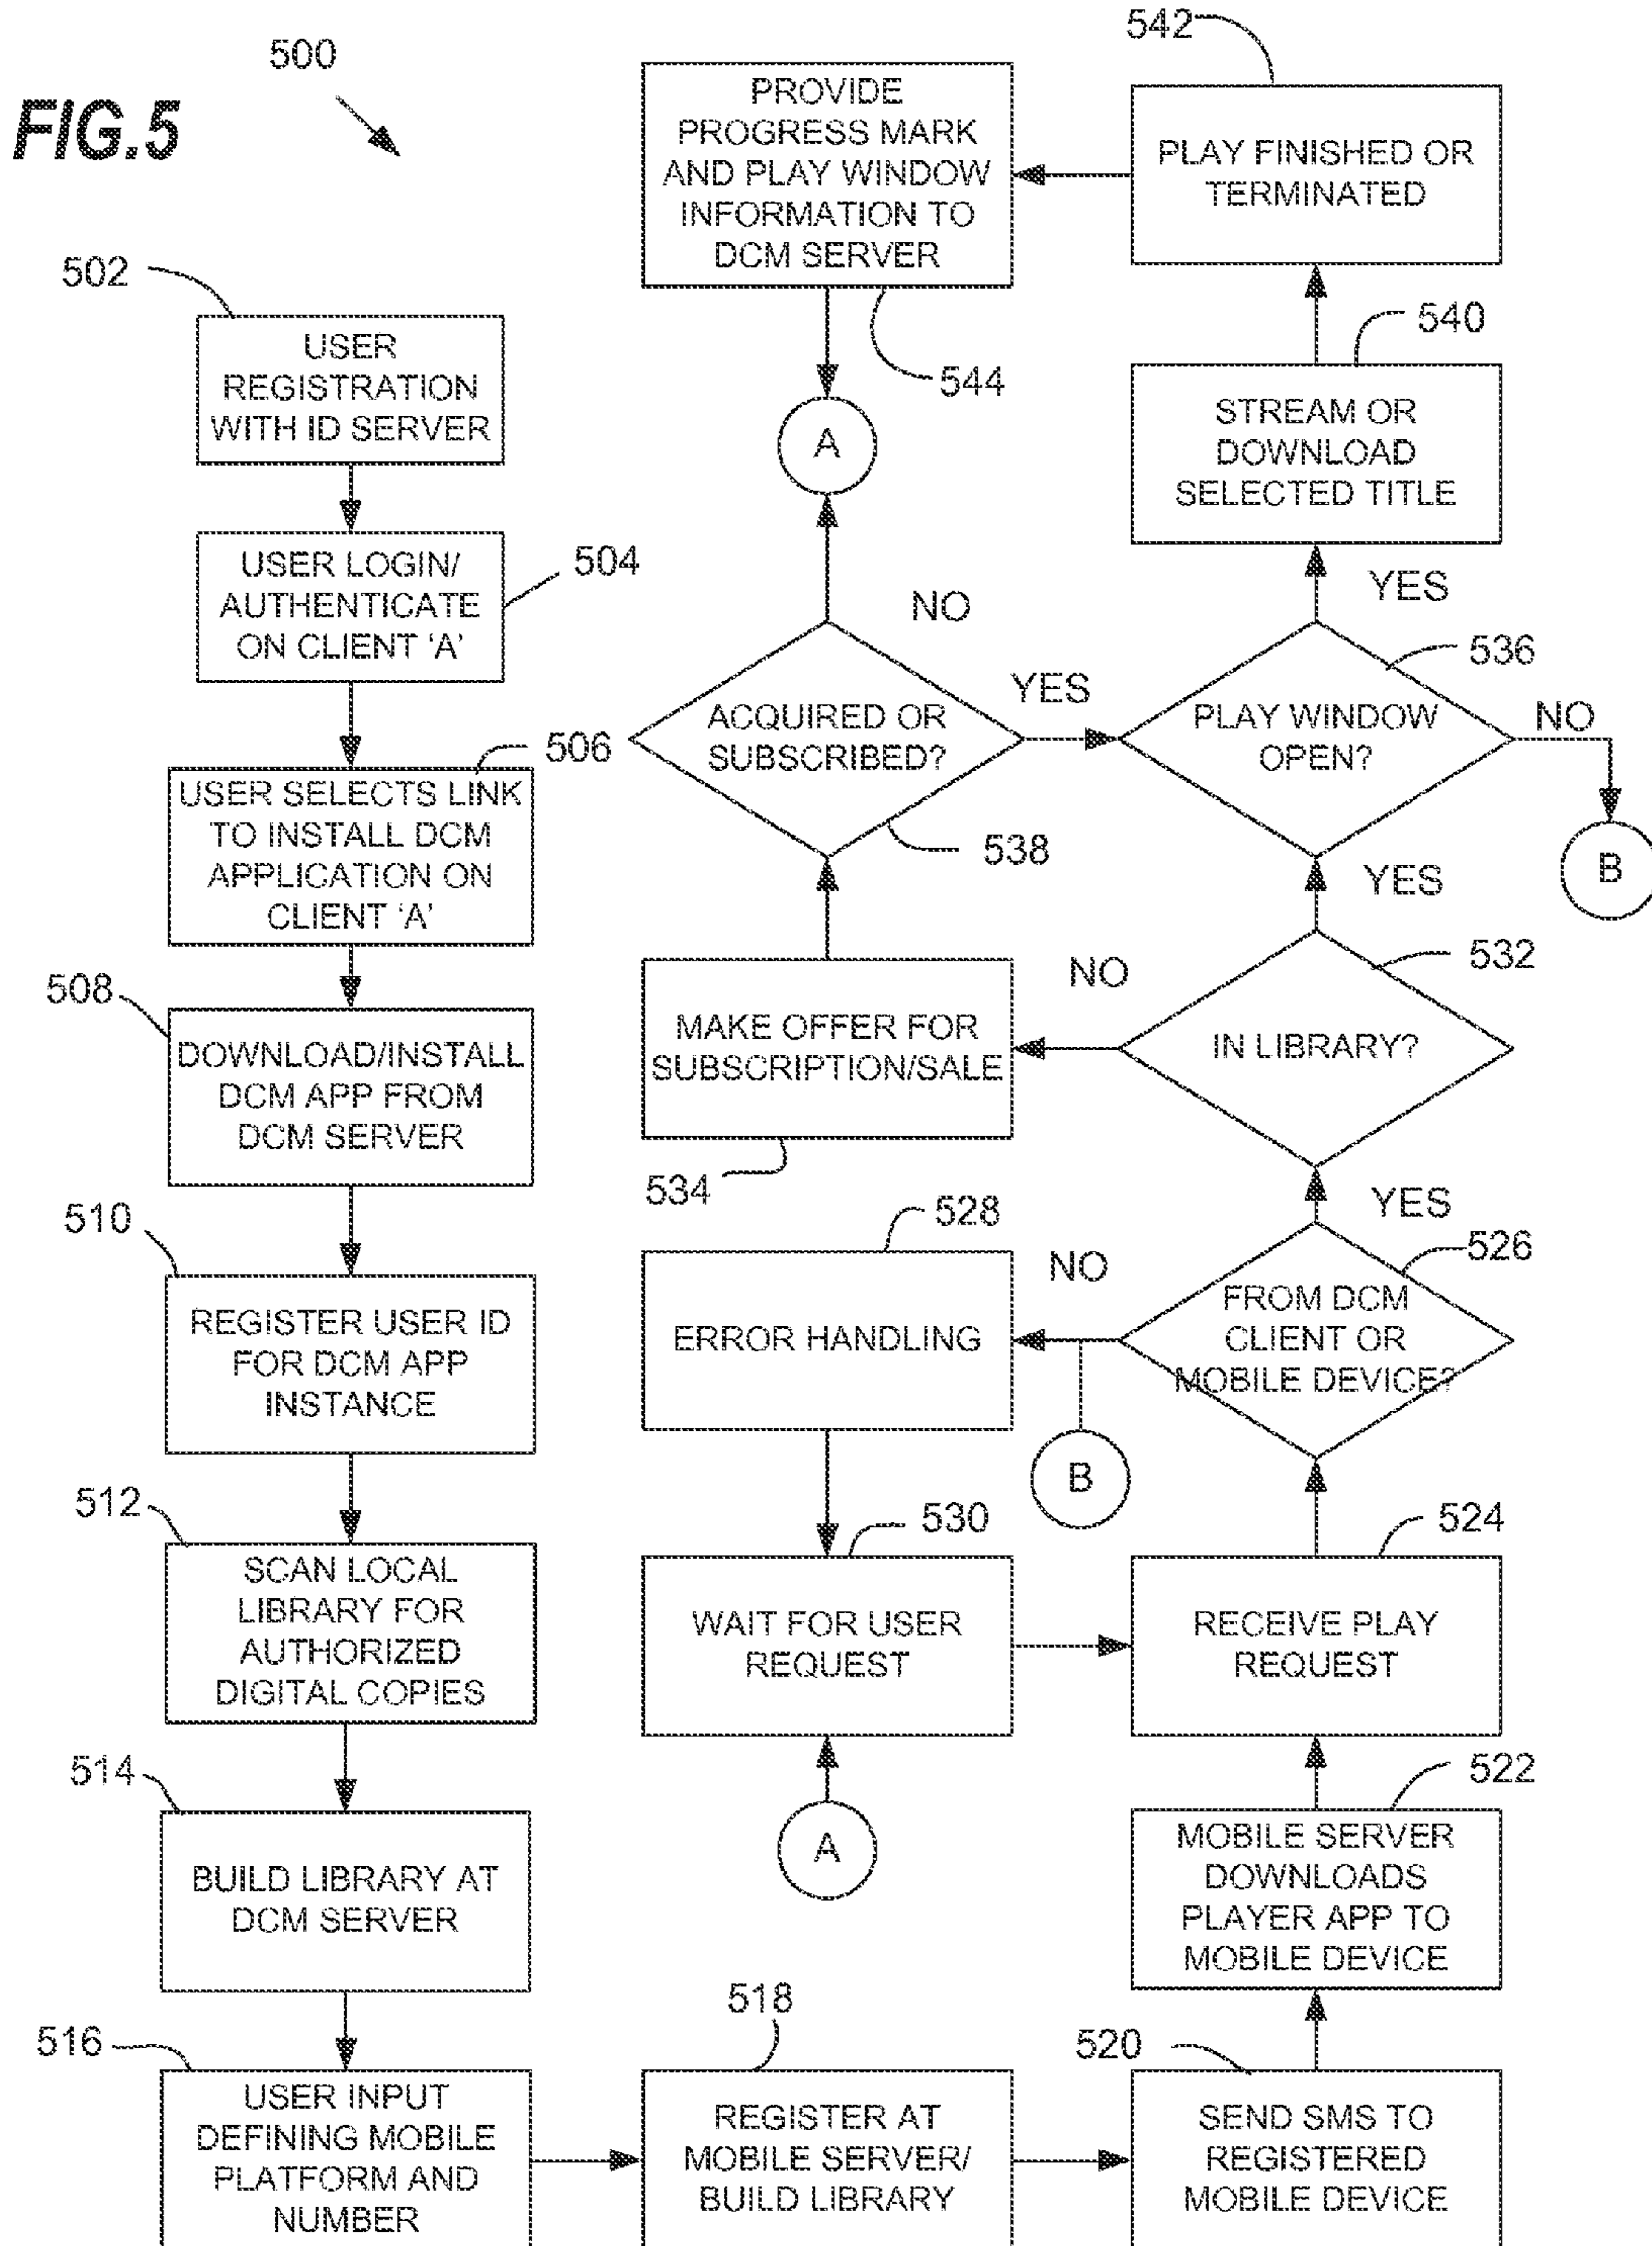 FIG.5
500
502
USER
REGISTRATION
WITH ID SERVER
USER LOGIN/
AUTHENTICATE
ON CLIENT ‘A’
504
506
USER SELECTS LINK
TO INSTALL DCM
APPLICATION ON
CLIENT ‘A’
508
DOWNLOAD/INSTALL
DCM APP FROM
DCM SERVER
510
REGISTER USER ID
FOR DCM APP
INSTANCE
512
SCAN LOCAL
LIBRARY FOR
AUTHORIZED
DIGITAL COPIES
514
BUILD LIBRARY AT
DCM SERVER
516
USER INPUT
DEFINING MOBILE
PLATFORM AND
NUMBER
518
REGISTER AT
MOBILE SERVER/
BUILD LIBRARY
520
SEND SMS TO
REGISTERED
MOBILE DEVICE
522
MOBILE SERVER
DOWNLOADS
PLAYER APP TO
MOBILE DEVICE
524
RECEIVE PLAY
REQUEST
526
FROM DCM
CLIENT OR
MOBILE DEVICE?
NO
YES
528
ERROR HANDLING
B
530
WAIT FOR USER
REQUEST
A
532
IN LIBRARY?
NO
YES
MAKE OFFER FOR
SUBSCRIPTION/SALE
534
536
PLAY WINDOW
OPEN?
NO
B
YES
ACQUIRED OR
SUBSCRIBED?
538
YES
NO
A
540
STREAM OR
DOWNLOAD
SELECTED TITLE
542
PLAY FINISHED OR
TERMINATED
PROVIDE
PROGRESS MARK
AND PLAY WINDOW
INFORMATION TO
DCM SERVER
544